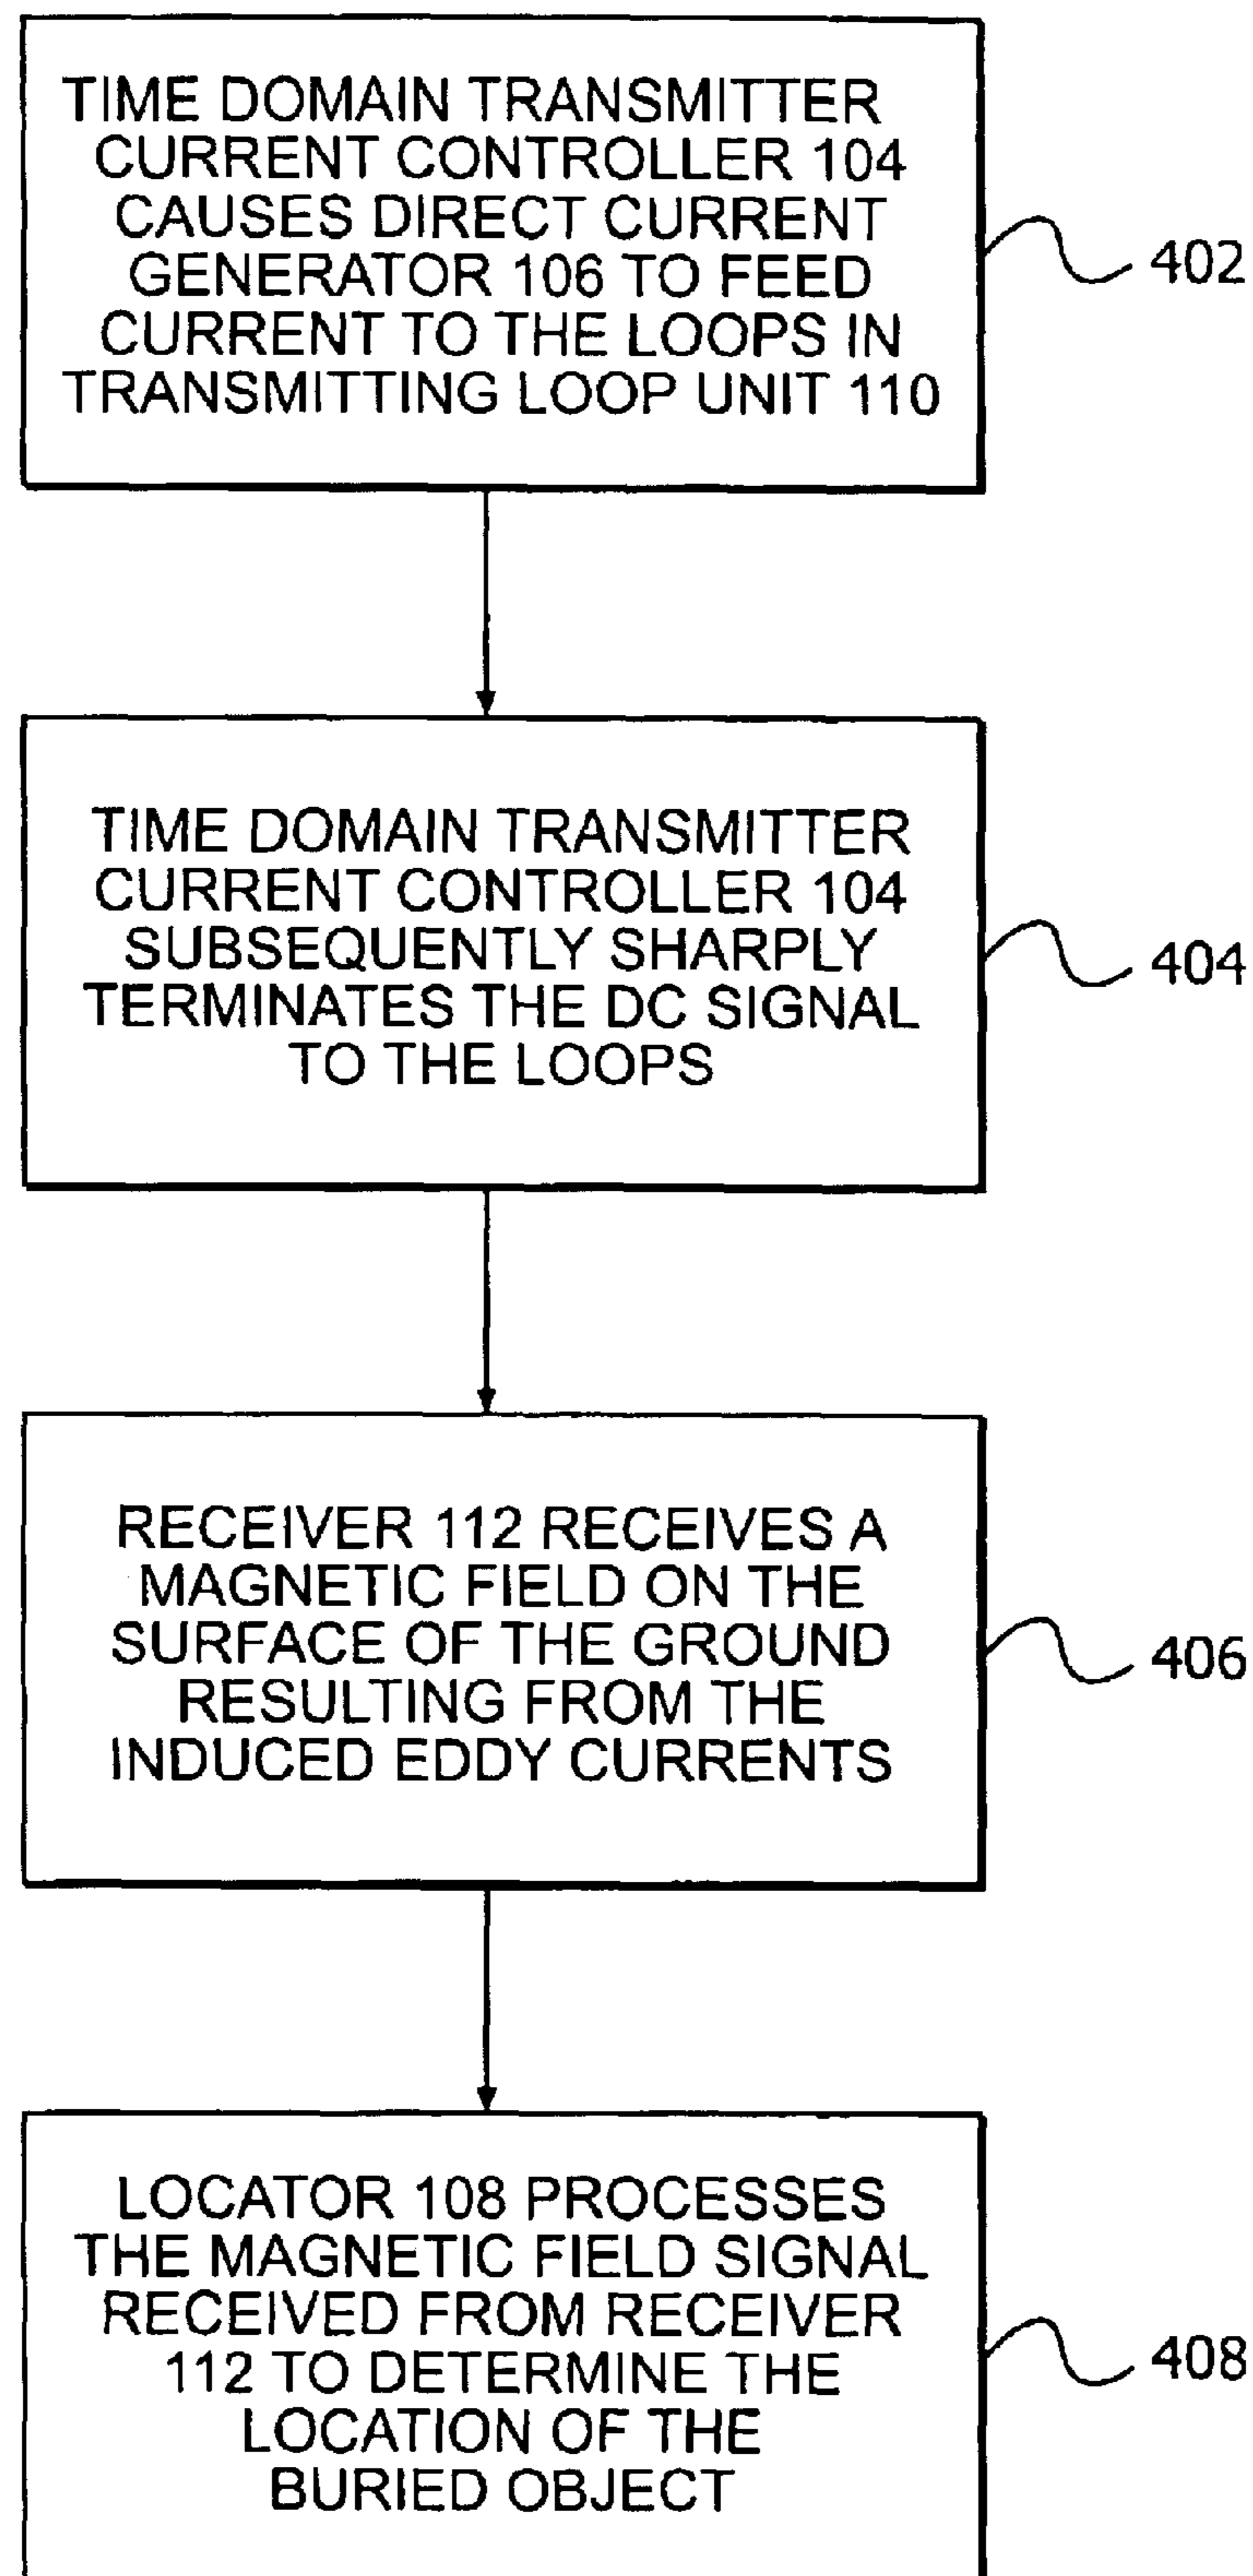 TIME DOMAIN TRANSMITTER
CURRENT CONTROLLER 104
CAUSES DIRECT CURRENT
GENERATOR 106 TO FEED
CURRENT TO THE LOOPS IN
TRANSMITTING LOOP UNIT 110
402
TIME DOMAIN TRANSMITTER
CURRENT CONTROLLER 104
SUBSEQUENTLY SHARPLY
TERMINATES THE DC SIGNAL
TO THE LOOPS
404
RECEIVER 112 RECEIVES A
MAGNETIC FIELD ON THE
SURFACE OF THE GROUND
RESULTING FROM THE
INDUCED EDDY CURRENTS
406
LOCATOR 108 PROCESSES
THE MAGNETIC FIELD SIGNAL
RECEIVED FROM RECEIVER
112 TO DETERMINE THE
LOCATION OF THE
BURIED OBJECT
408